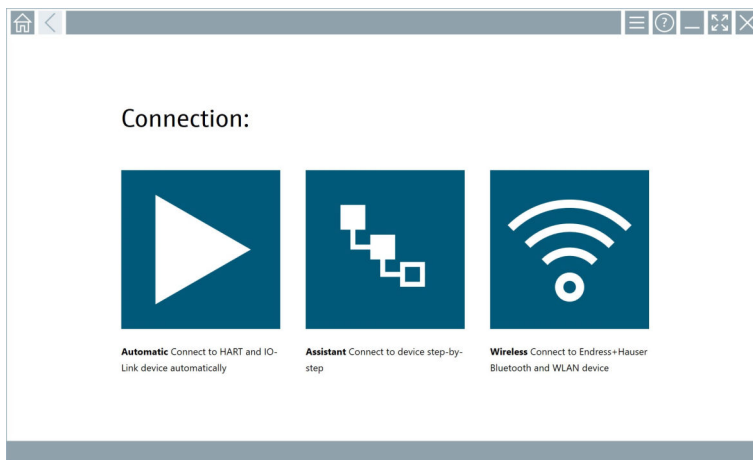 Connection:
Automatic Connect to HART and IO-
Link device automatically
Assistant Connect to device step-by-
step
Wireless Connect to Endress+Hauser
Bluetooth and WLAN device